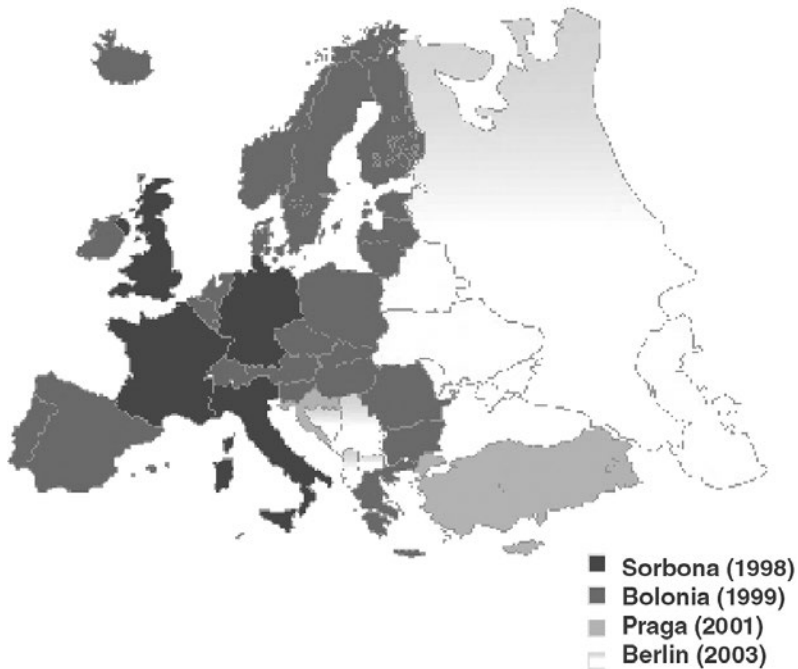 Sorbona (1998)
Bolonia (1999)
Praga (2001)
Berlin (2003)